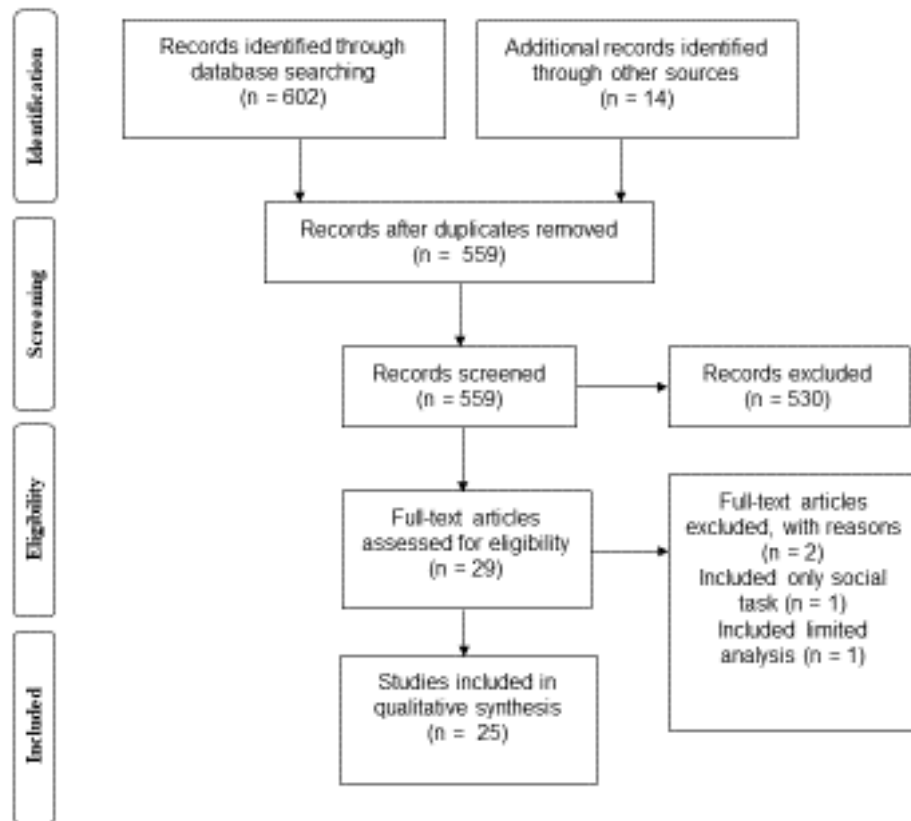 Identification
Records identified through
database searching
(n = 602)
Additional records identified
through other sources
(n = 14)
Records after duplicates removed
(n = 559)
Screening
Records screened
(n = 559)
Records excluded
(n = 530)
Eligibility
Full-text articles
assessed for eligibility
(n = 29)
Full-text articles
excluded, with reasons
(n = 2)
Included only social
task (n = 1)
Included limited
analysis (n = 1)
Included
Studies included in
qualitative synthesis
(n = 25)